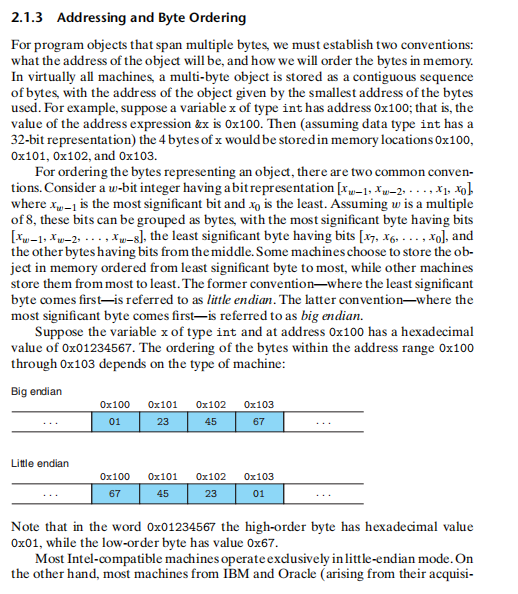 2.1.3 Addressing and Byte Ordering
For program objects that span multiple bytes, we must establish two conventions:
what the address of the object will be, and how we will order the bytes in memory.
In virtually all machines, a multi-byte object is stored as a contiguous sequence
of bytes, with the address of the object given by the smallest address of the bytes
used. For example, suppose a variable x of type int has address 0x100; that is, the
value of the address expression &x is 0x100. Then (assuming data type int has a
32-bit representation) the 4 bytes of x would be stored in memory locations 0x100,
0x101, 0x102, and 0x103.
For ordering the bytes representing an object, there are two common conven-
tions. Consider a w-bit integer having a bit representation [xw−1, xw−2, . . . , x1, x0],
where xw−1 is the most significant bit and x0 is the least. Assuming w is a multiple
of 8, these bits can be grouped as bytes, with the most significant byte having bits
[xw−1, xw−2, . . . , xw−8], the least significant byte having bits [x7, x6, . . . , x0], and
the other bytes having bits from the middle. Some machines choose to store the ob-
ject in memory ordered from least significant byte to most, while other machines
store them from most to least. The former convention—where the least significant
byte comes first—is referred to as little endian. The latter convention—where the
most significant byte comes first—is referred to as big endian.
Suppose the variable x of type int and at address 0x100 has a hexadecimal
value of 0x01234567. The ordering of the bytes within the address range 0x100
through 0x103 depends on the type of machine:
Big endian
0x100 0x101 0x102 0x103
. . . 01 23 45 67 . . .
Little endian
0x100 0x101 0x102 0x103
. . . 67 45 23 01 . . .
Note that in the word 0x01234567 the high-order byte has hexadecimal value
0x01, while the low-order byte has value 0x67.
Most Intel-compatible machines operate exclusively in little-endian mode. On
the other hand, most machines from IBM and Oracle (arising from their acquisi-